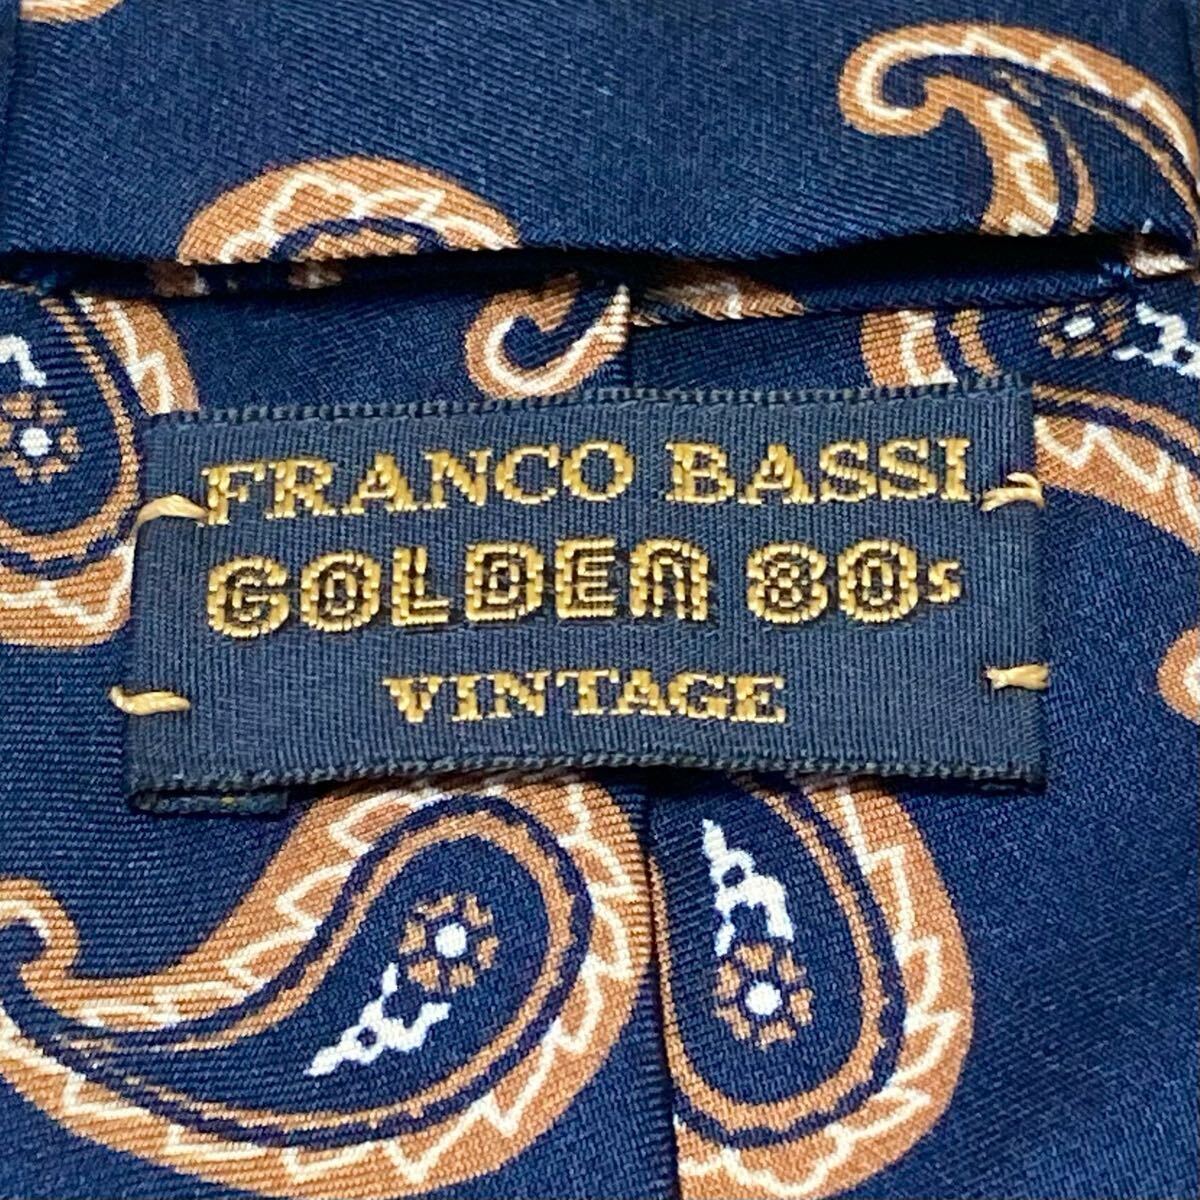 FRANCO BASSI
GOLDEN 80s
VINTAGE